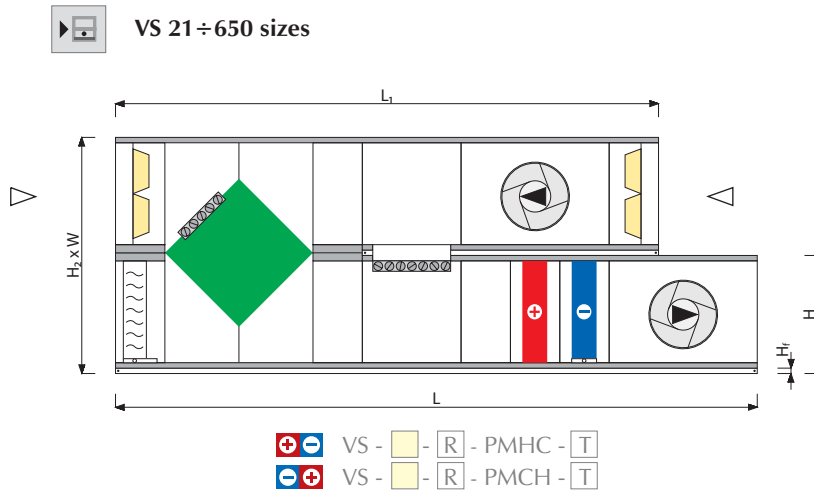 VS 21÷650 sizes
L₁
H₂ x W
H
Hf
L
VS - - R - PMHC - T
VS - - R - PMCH - T